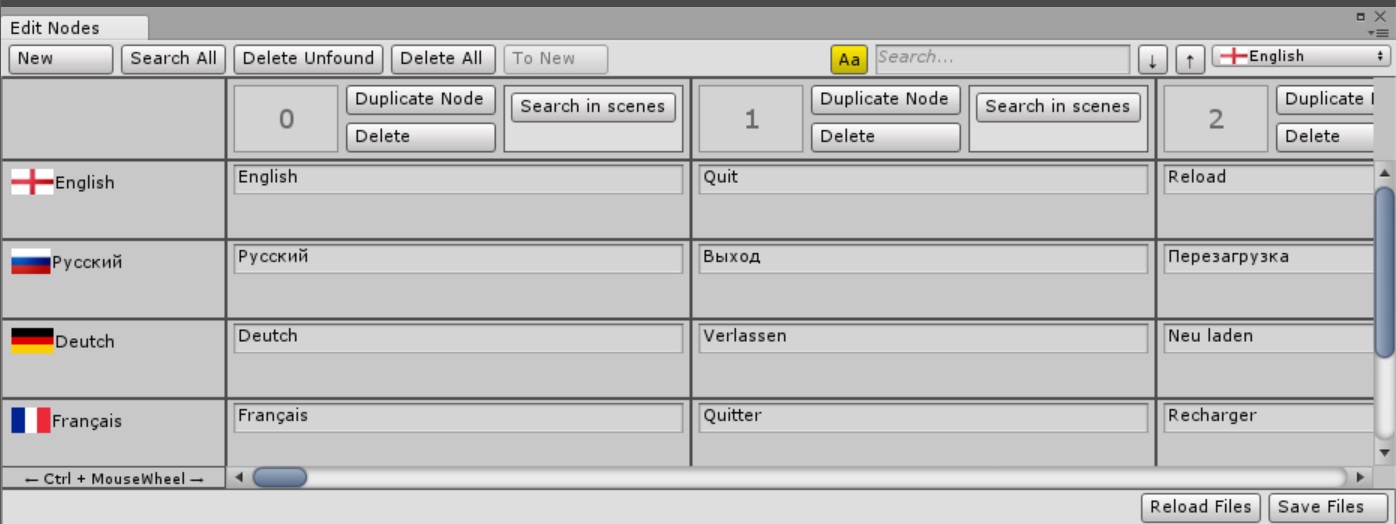 Edit Nodes
New Search All Delete Unfound Delete All To New Aa Search... ↓ ↑ English
0 Duplicate Node Search in scenes 1 Duplicate Node Search in scenes 2 Duplicate
Delete Delete Delete
English English Quit Reload
Русский Русский Выход Перезагрузка
Deutch Deutch Verlassen Neu laden
Français Français Quitter Recharger
← Ctrl + MouseWheel →
Reload Files Save Files